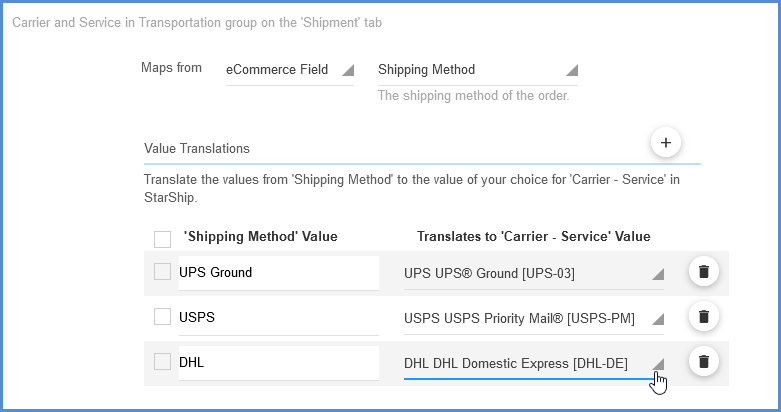 Carrier and Service in Transportation group on the 'Shipment' tab
Maps from eCommerce Field Shipping Method
The shipping method of the order.
Value Translations +
Translate the values from 'Shipping Method' to the value of your choice for 'Carrier - Service' in
StarShip.
'Shipping Method' Value Translates to 'Carrier - Service' Value
UPS Ground UPS UPS® Ground [UPS-03]
USPS USPS USPS Priority Mail® [USPS-PM]
DHL DHL DHL Domestic Express [DHL-DE]